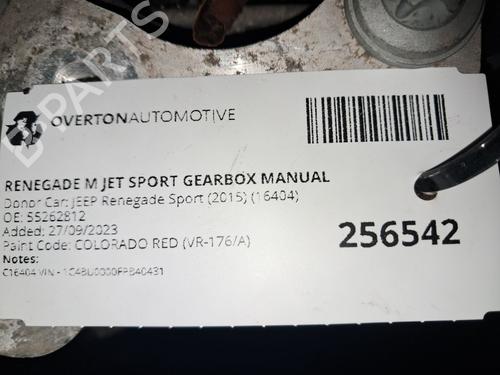 OVERTONAUTOMOTIVE
RENEGADE M JET SPORT GEARBOX MANUAL
Donor Car: JEEP Renegade Sport (2015) (16404)
OE: 55262812
Added: 27/09/2023
Paint Code: COLORADO RED (VR-176/A)
256542
Notes:
C16404 VIN - 1C4BU0000FPB40431
B PARTS